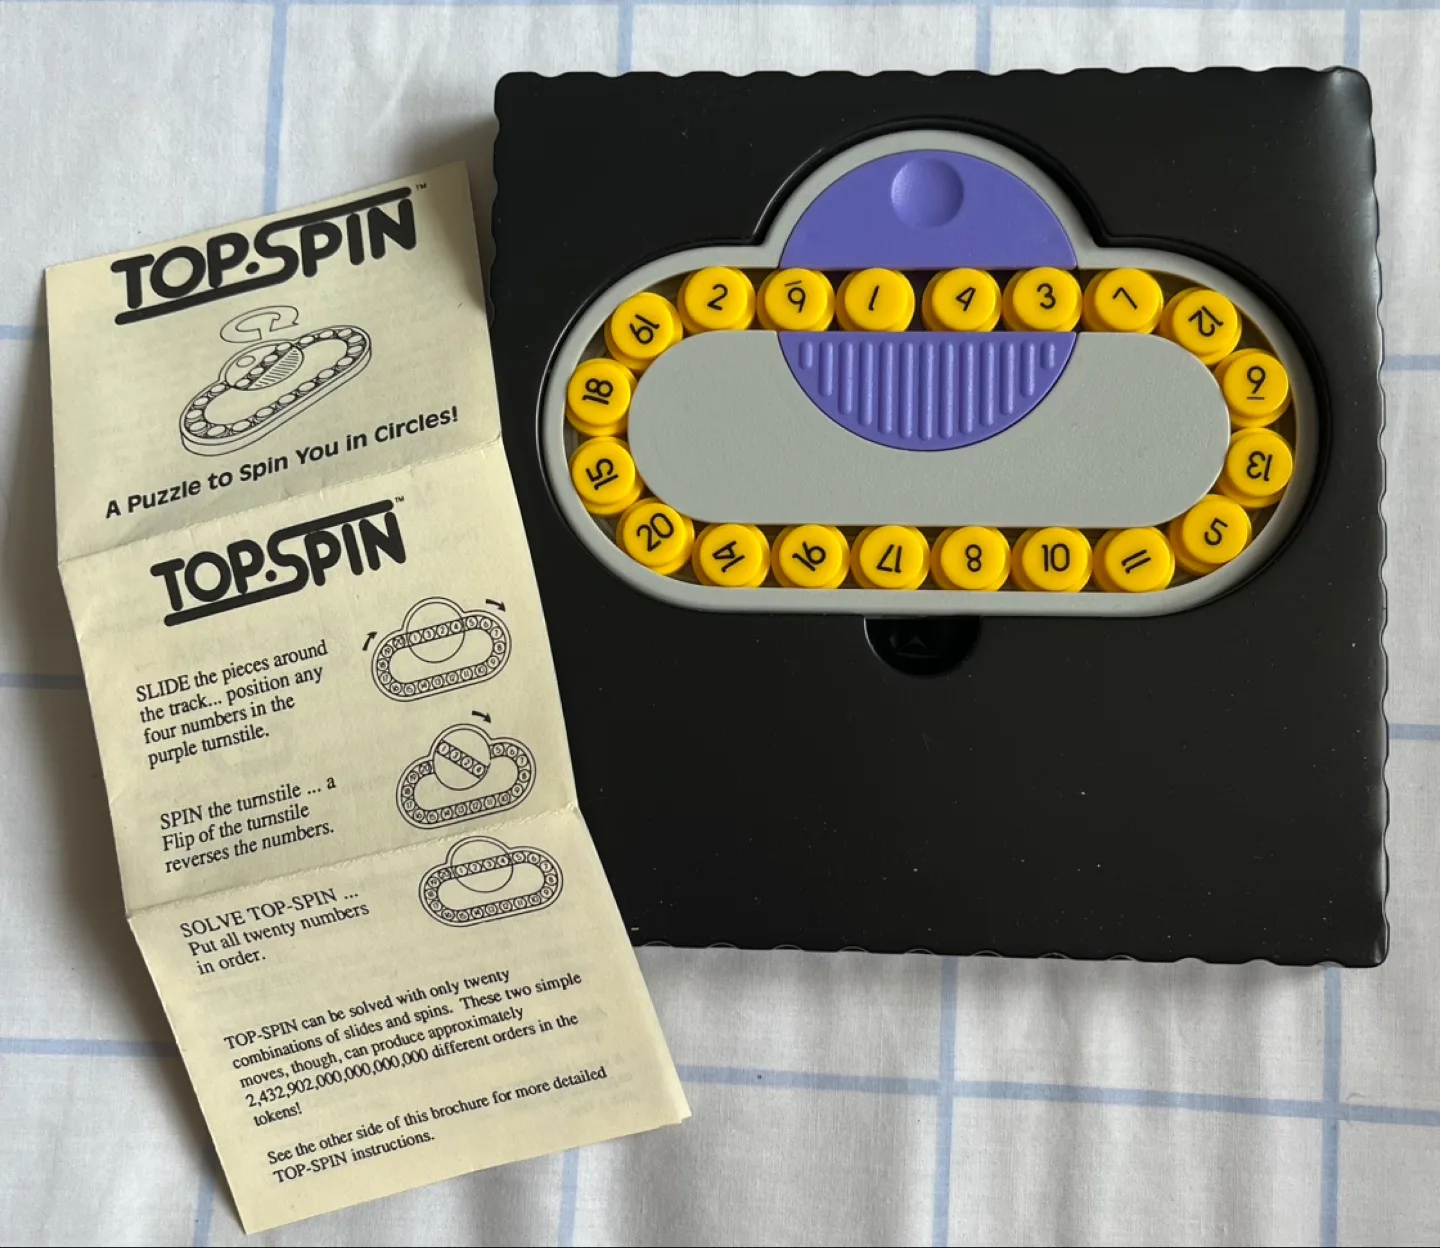 TOP-SPIN™
A Puzzle to Spin You in Circles!
TOP-SPIN™
SLIDE the pieces around
the track... position any
four numbers in the
purple turnstile.
SPIN the turnstile ... a
Flip of the turnstile
reverses the numbers.
SOLVE TOP-SPIN ...
Put all twenty numbers
in order.
TOP-SPIN can be solved with only twenty
combinations of slides and spins. These two simple
moves, though, can produce approximately
2,432,902,000,000,000,000 different orders in the
tokens!
See the other side of this brochure for more detailed
TOP-SPIN instructions.
19 2 6 1 4 3 7 12
18 9
15 13
20 5
14 16 17 8 10 11